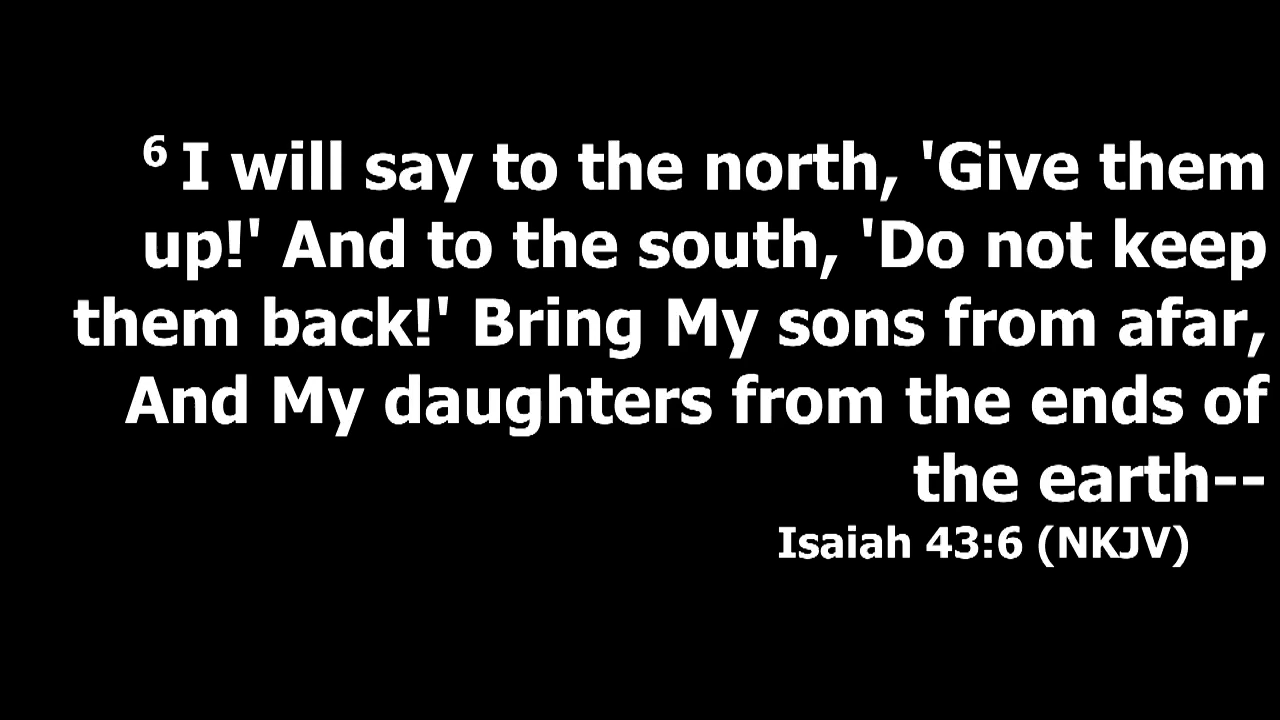 6 I will say to the north, 'Give them
up!' And to the south, 'Do not keep
them back!' Bring My sons from afar,
And My daughters from the ends of
the earth--
Isaiah 43:6 (NKJV)